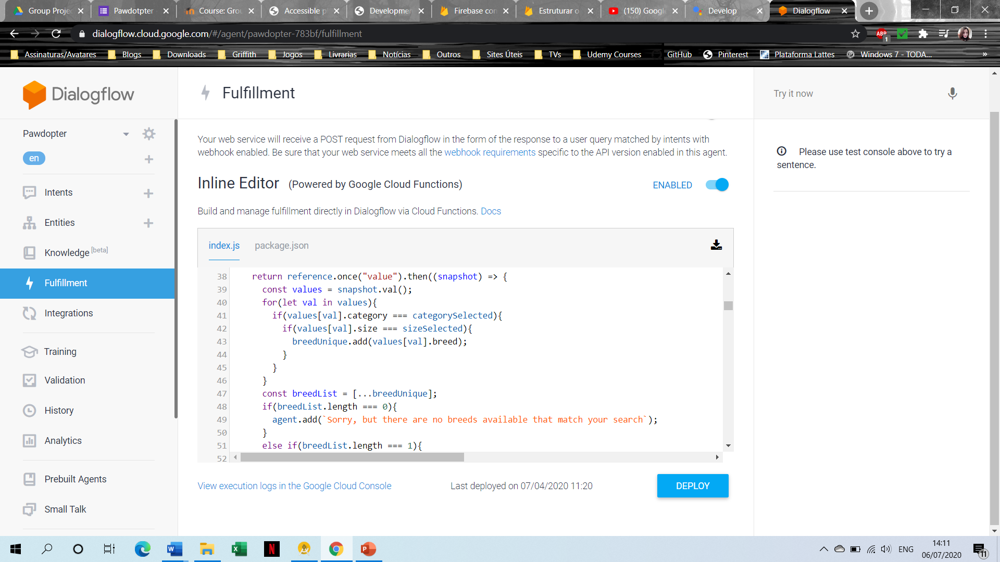 Group Proje
Pawdotpter
Course: Grou
Accessible p
Developmen
Firebase con
Estruturar o
(150) Google
Develop
Dialogflow
dialogflow.cloud.google.com/#/agent/pawdopter-783bf/fulfillment
ABP
1
Assinaturas/Avatares
Blogs
Downloads
Griffith
Jogos
Livrarias
Notícias
Outros
Sites Úteis
TVs
Udemy Courses
GitHub
Pinterest
Plataforma Lattes
Windows 7 - TODA...
»
Dialogflow
Pawdopter
en
Intents
Entities
Knowledge [beta]
Fulfillment
Integrations
Training
Validation
History
Analytics
Prebuilt Agents
Small Talk
Fulfillment
Your web service will receive a POST request from Dialogflow in the form of the response to a user query matched by intents with
webhook enabled. Be sure that your web service meets all the webhook requirements specific to the API version enabled in this agent.
Inline Editor (Powered by Google Cloud Functions)
ENABLED
Build and manage fulfillment directly in Dialogflow via Cloud Functions. Docs
index.js
package.json
38 return reference.once("value").then((snapshot) => {
39 const values = snapshot.val();
40 for(let val in values){
41 if(values[val].category === categorySelected){
42 if(values[val].size === sizeSelected){
43 breedUnique.add(values[val].breed);
44 }
45 }
46 }
47 const breedList = [...breedUnique];
48 if(breedList.length === 0){
49 agent.add(`Sorry, but there are no breeds available that match your search`);
50 }
51 else if(breedList.length === 1){
52
View execution logs in the Google Cloud Console
Last deployed on 07/04/2020 11:20
DEPLOY
Try it now
Please use test console above to try a
sentence.
ENG
14:11
06/07/2020
11